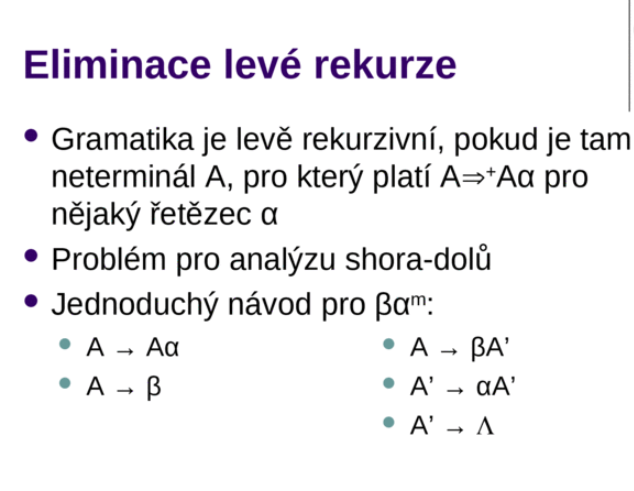 Eliminace levé rekurze
Gramatika je levě rekurzivní, pokud je tam
neterminál A, pro který platí A⇒⁺Aα pro
nějaký řetězec α
Problém pro analýzu shora-dolů
Jednoduchý návod pro βαᵐ:
A → Aα
A → β
A → βA’
A’ → αA’
A’ → Λ